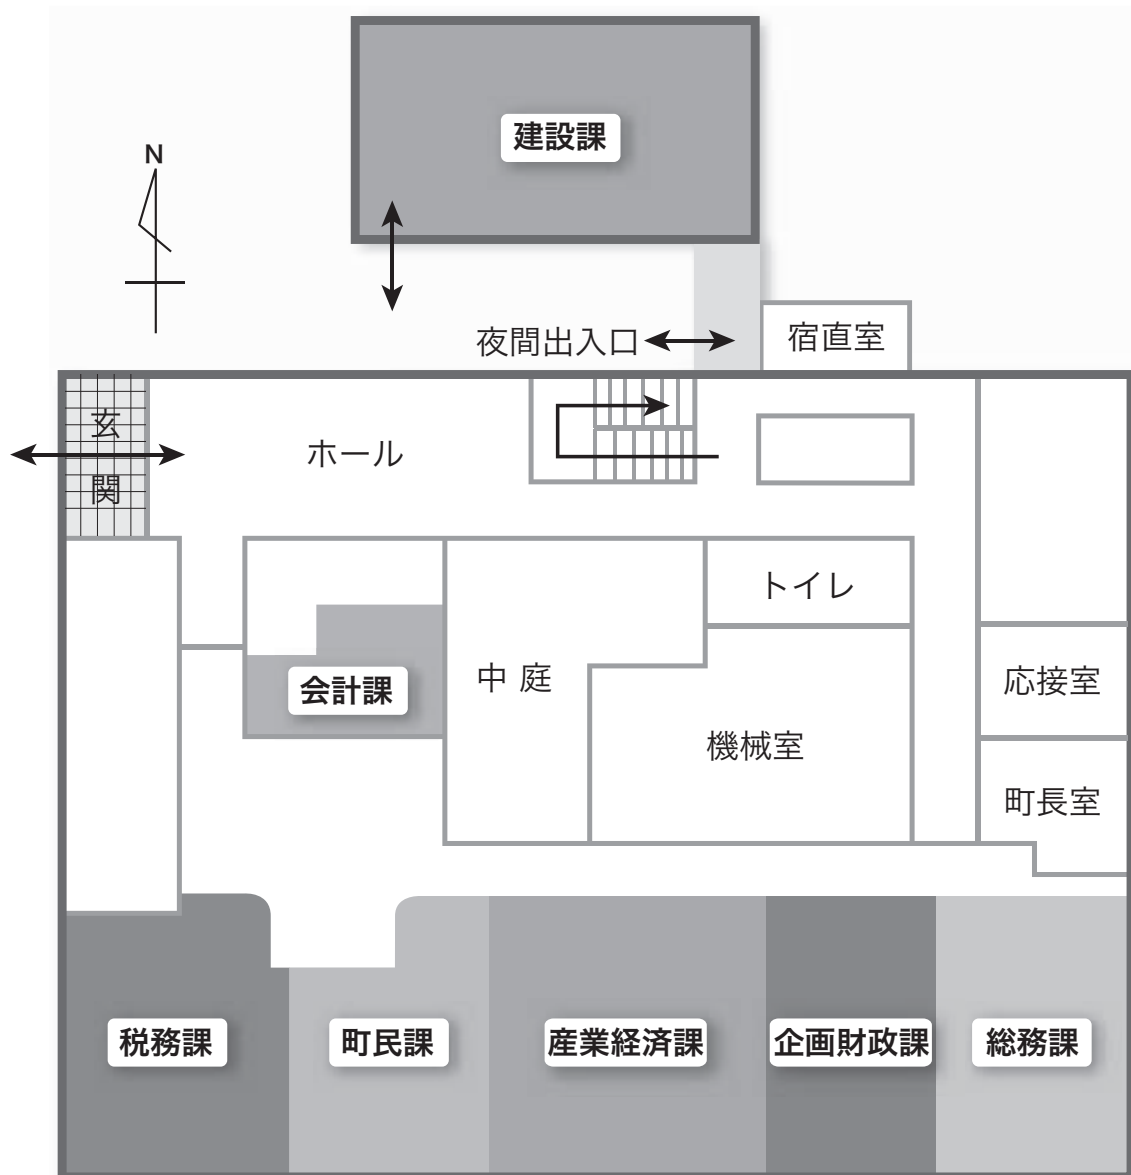 建設課
N
夜間出入口
宿直室
玄関
ホール
トイレ
会計課
中庭
応接室
機械室
町長室
税務課
町民課
産業経済課
企画財政課
総務課